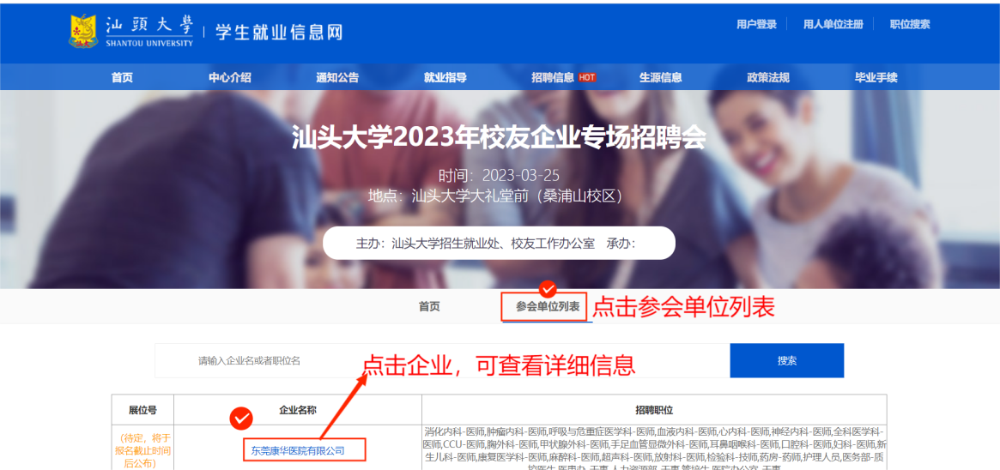 汕頭大學
SHANTOU UNIVERSITY
学生就业信息网
用户登录 用人单位注册 职位搜索
首页 中心介绍 通知公告 就业指导 招聘信息 HOT 生源信息 政策法规 毕业手续
汕头大学2023年校友企业专场招聘会
时间：2023-03-25
地点：汕头大学大礼堂前（桑浦山校区）
主办：汕头大学招生就业处、校友工作办公室 承办：
首页 参会单位列表 点击参会单位列表
请输入企业名或者职位名 点击企业，可查看详细信息 搜索
展位号 企业名称 招聘职位
（待定，将于
报名截止时间
后公布）
东莞康华医院有限公司
消化内科-医师,肿瘤内科-医师,呼吸与危重症医学科-医师,血液内科-医师,心内科-医师,神经内科-医师,全科医学科-
医师,CCU-医师,胸外科-医师,甲状腺外科-医师,手足血管显微外科-医师,耳鼻咽喉科-医师,口腔科-医师,妇科-医师,新
生儿科-医师,康复医学科-医师,麻醉科-医师,超声科-医师,放射科-医师,检验科-技师,药房-药师,护理人员,医务部-质